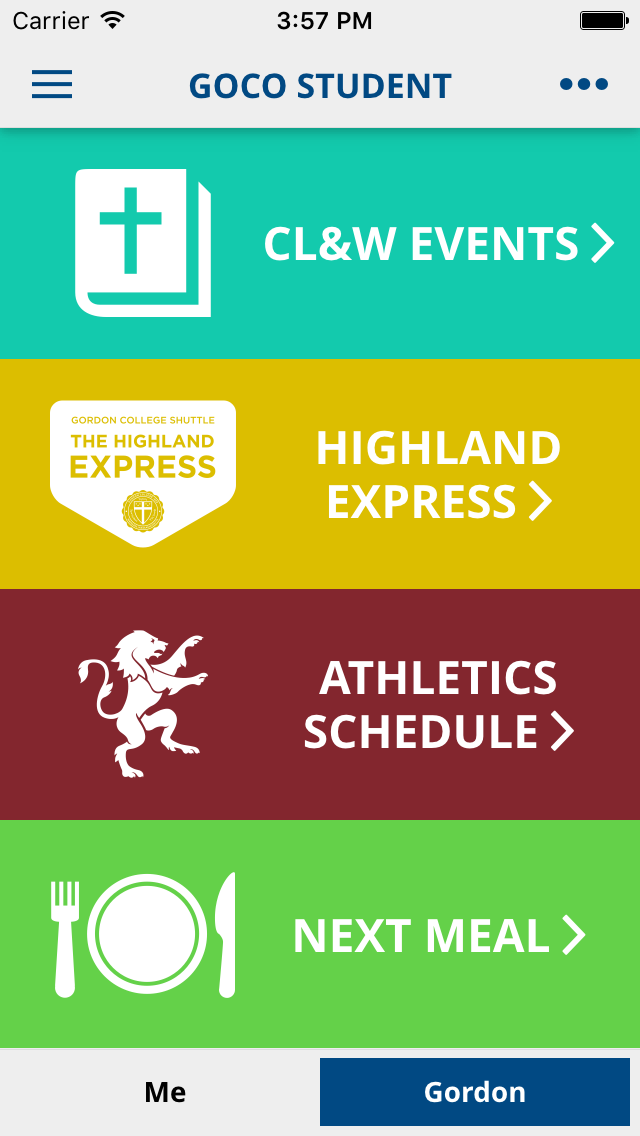 Carrier 3:57 PM
GOCO STUDENT
CL&W EVENTS
GORDON COLLEGE SHUTTLE
THE HIGHLAND
EXPRESS
HIGHLAND
EXPRESS
ATHLETICS
SCHEDULE
NEXT MEAL
Me Gordon